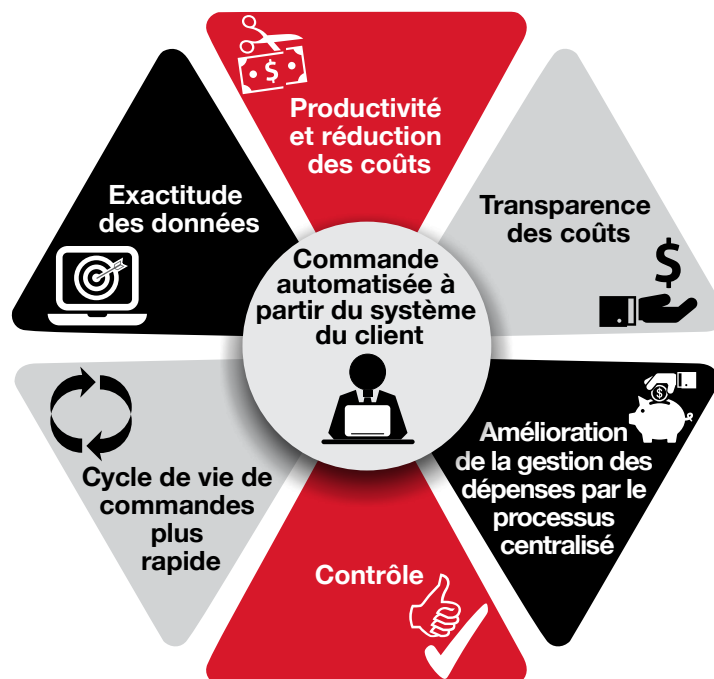 Productivité
et réduction
des coûts
Transparence
des coûts
Amélioration
de la gestion des
dépenses par le
processus
centralisé
Contrôle
Cycle de vie de
commandes
plus
rapide
Exactitude
des données
Commande
automatisée à
partir du système
du client
$
$
$